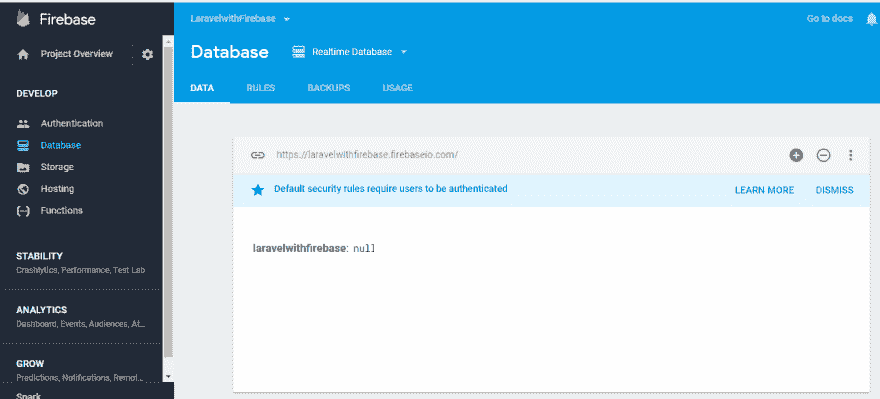 Firebase
Project Overview
DEVELOP
Authentication
Database
Storage
Hosting
Functions
STABILITY
Crashlytics, Performance, Test Lab
ANALYTICS
Dashboard, Events, Audiences, At...
GROW
Predictions, Notifications, Remot...
Spark
LaravelwithFirebase
Go to docs
Database
Realtime Database
DATA RULES BACKUPS USAGE
https://laravelwithfirebase.firebaseio.com/
Default security rules require users to be authenticated
LEARN MORE DISMISS
laravelwithfirebase: null